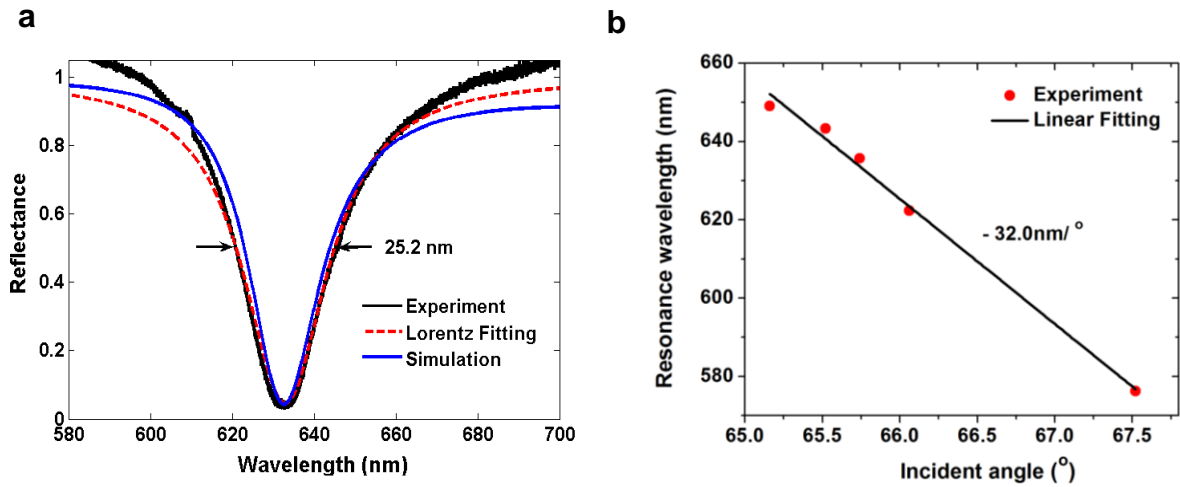 a
Reflectance
1
0.8
0.6
0.4
0.2
0
580 600 620 640 660 680 700
Wavelength (nm)
25.2 nm
Experiment
Lorentz Fitting
Simulation
b
Resonance wavelength (nm)
660
640
620
600
580
65.0 65.5 66.0 66.5 67.0 67.5
Incident angle (°)
Experiment
Linear Fitting
- 32.0nm/ °